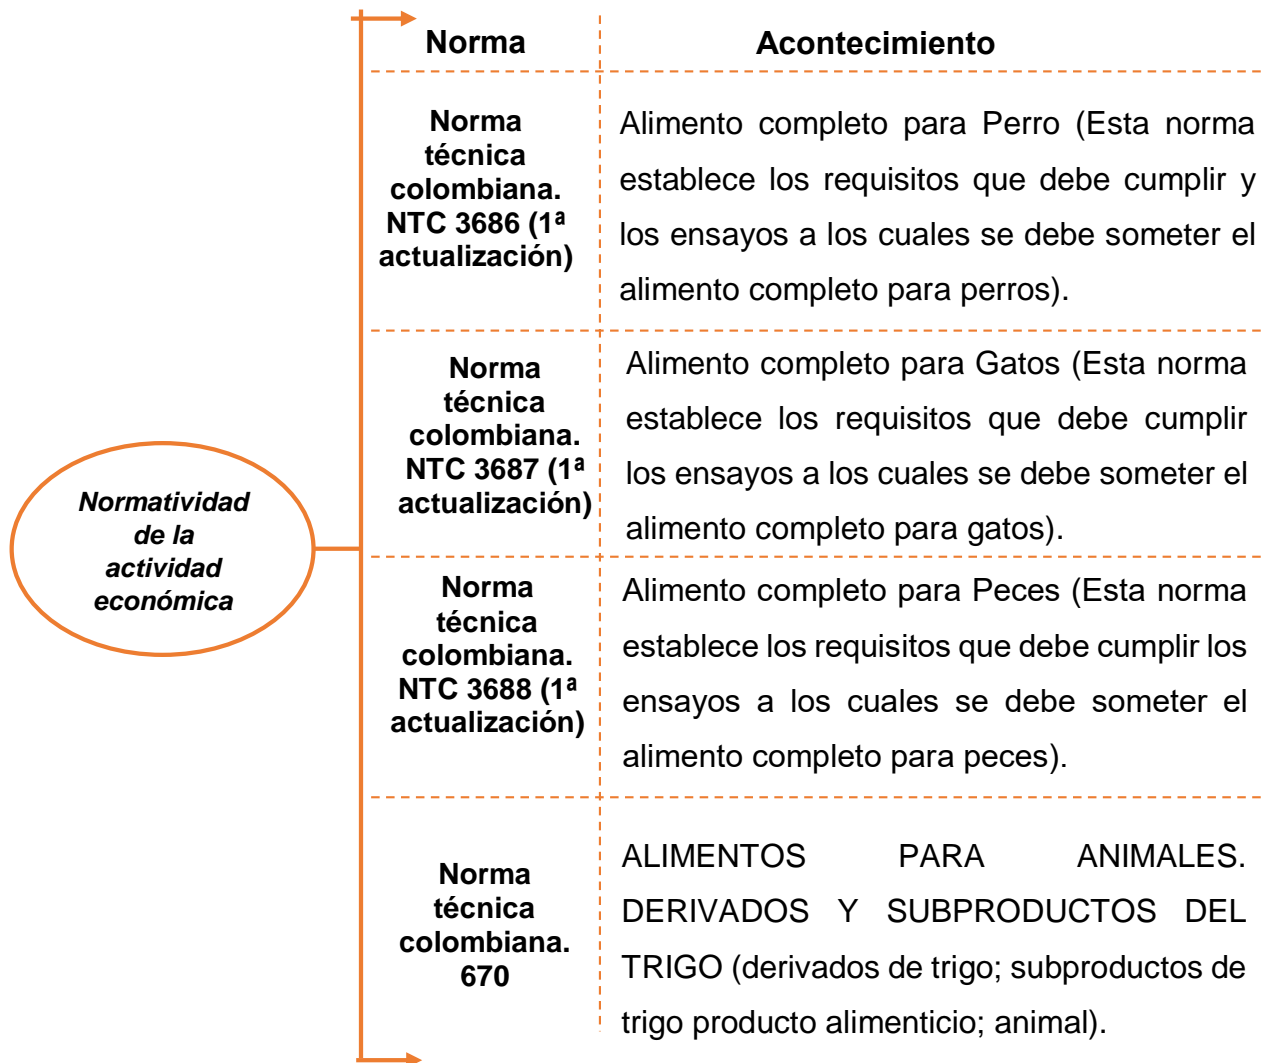 Norma
Acontecimiento
Norma
técnica
colombiana.
NTC 3686 (1ª
actualización)
Alimento completo para Perro (Esta norma
establece los requisitos que debe cumplir y
los ensayos a los cuales se debe someter el
alimento completo para perros).
Norma
técnica
colombiana.
NTC 3687 (1ª
actualización)
Alimento completo para Gatos (Esta norma
establece los requisitos que debe cumplir
los ensayos a los cuales se debe someter el
alimento completo para gatos).
Normatividad
de la
actividad
económica
Norma
técnica
colombiana.
NTC 3688 (1ª
actualización)
Alimento completo para Peces (Esta norma
establece los requisitos que debe cumplir los
ensayos a los cuales se debe someter el
alimento completo para peces).
Norma
técnica
colombiana.
670
ALIMENTOS PARA ANIMALES.
DERIVADOS Y SUBPRODUCTOS DEL
TRIGO (derivados de trigo; subproductos de
trigo producto alimenticio; animal).